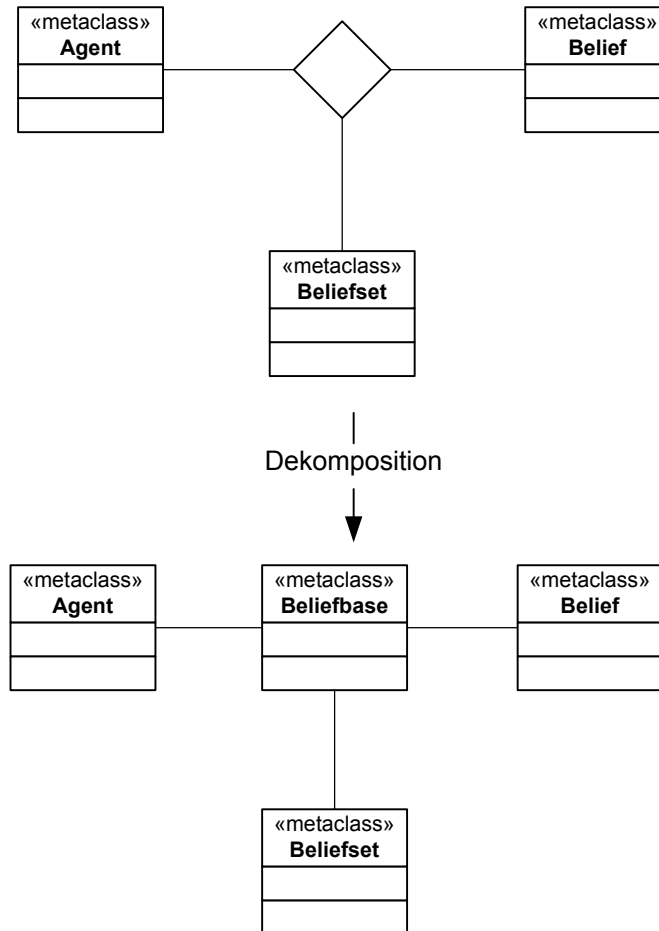 «metaclass»
Agent
«metaclass»
Belief
«metaclass»
Beliefset
Dekomposition
«metaclass»
Agent
«metaclass»
Beliefbase
«metaclass»
Belief
«metaclass»
Beliefset